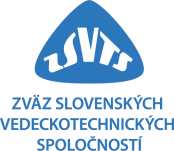 ZSVTS
ZVÄZ SLOVENSKÝCH
VEDECKOTECHNICKÝCH
SPOLOČNOSTÍ